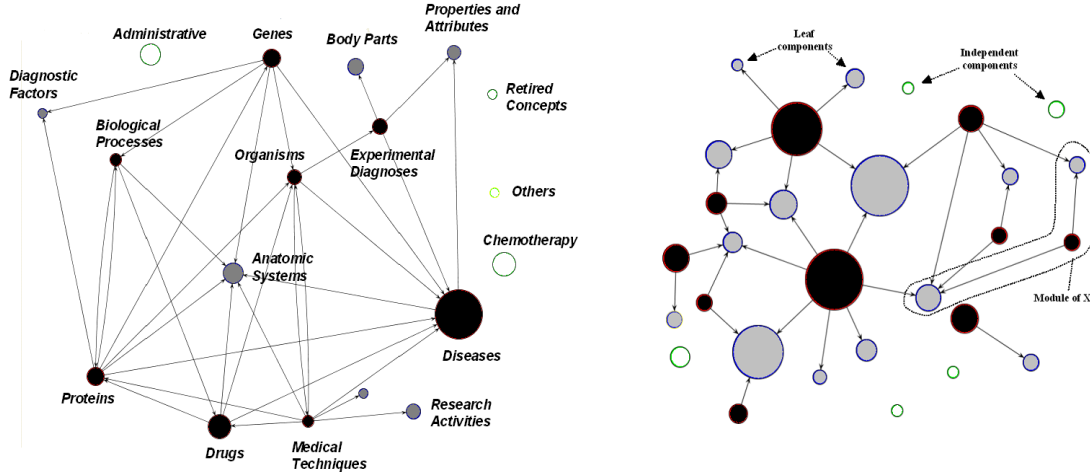 Properties and
Attributes
Administrative
Genes
Body Parts
Diagnostic
Factors
Retired
Concepts
Biological
Processes
Organisms
Experimental
Diagnoses
Others
Anatomic
Systems
Chemotherapy
Diseases
Proteins
Drugs
Medical
Techniques
Research
Activities
Leaf
components
Independent
components
Module of X